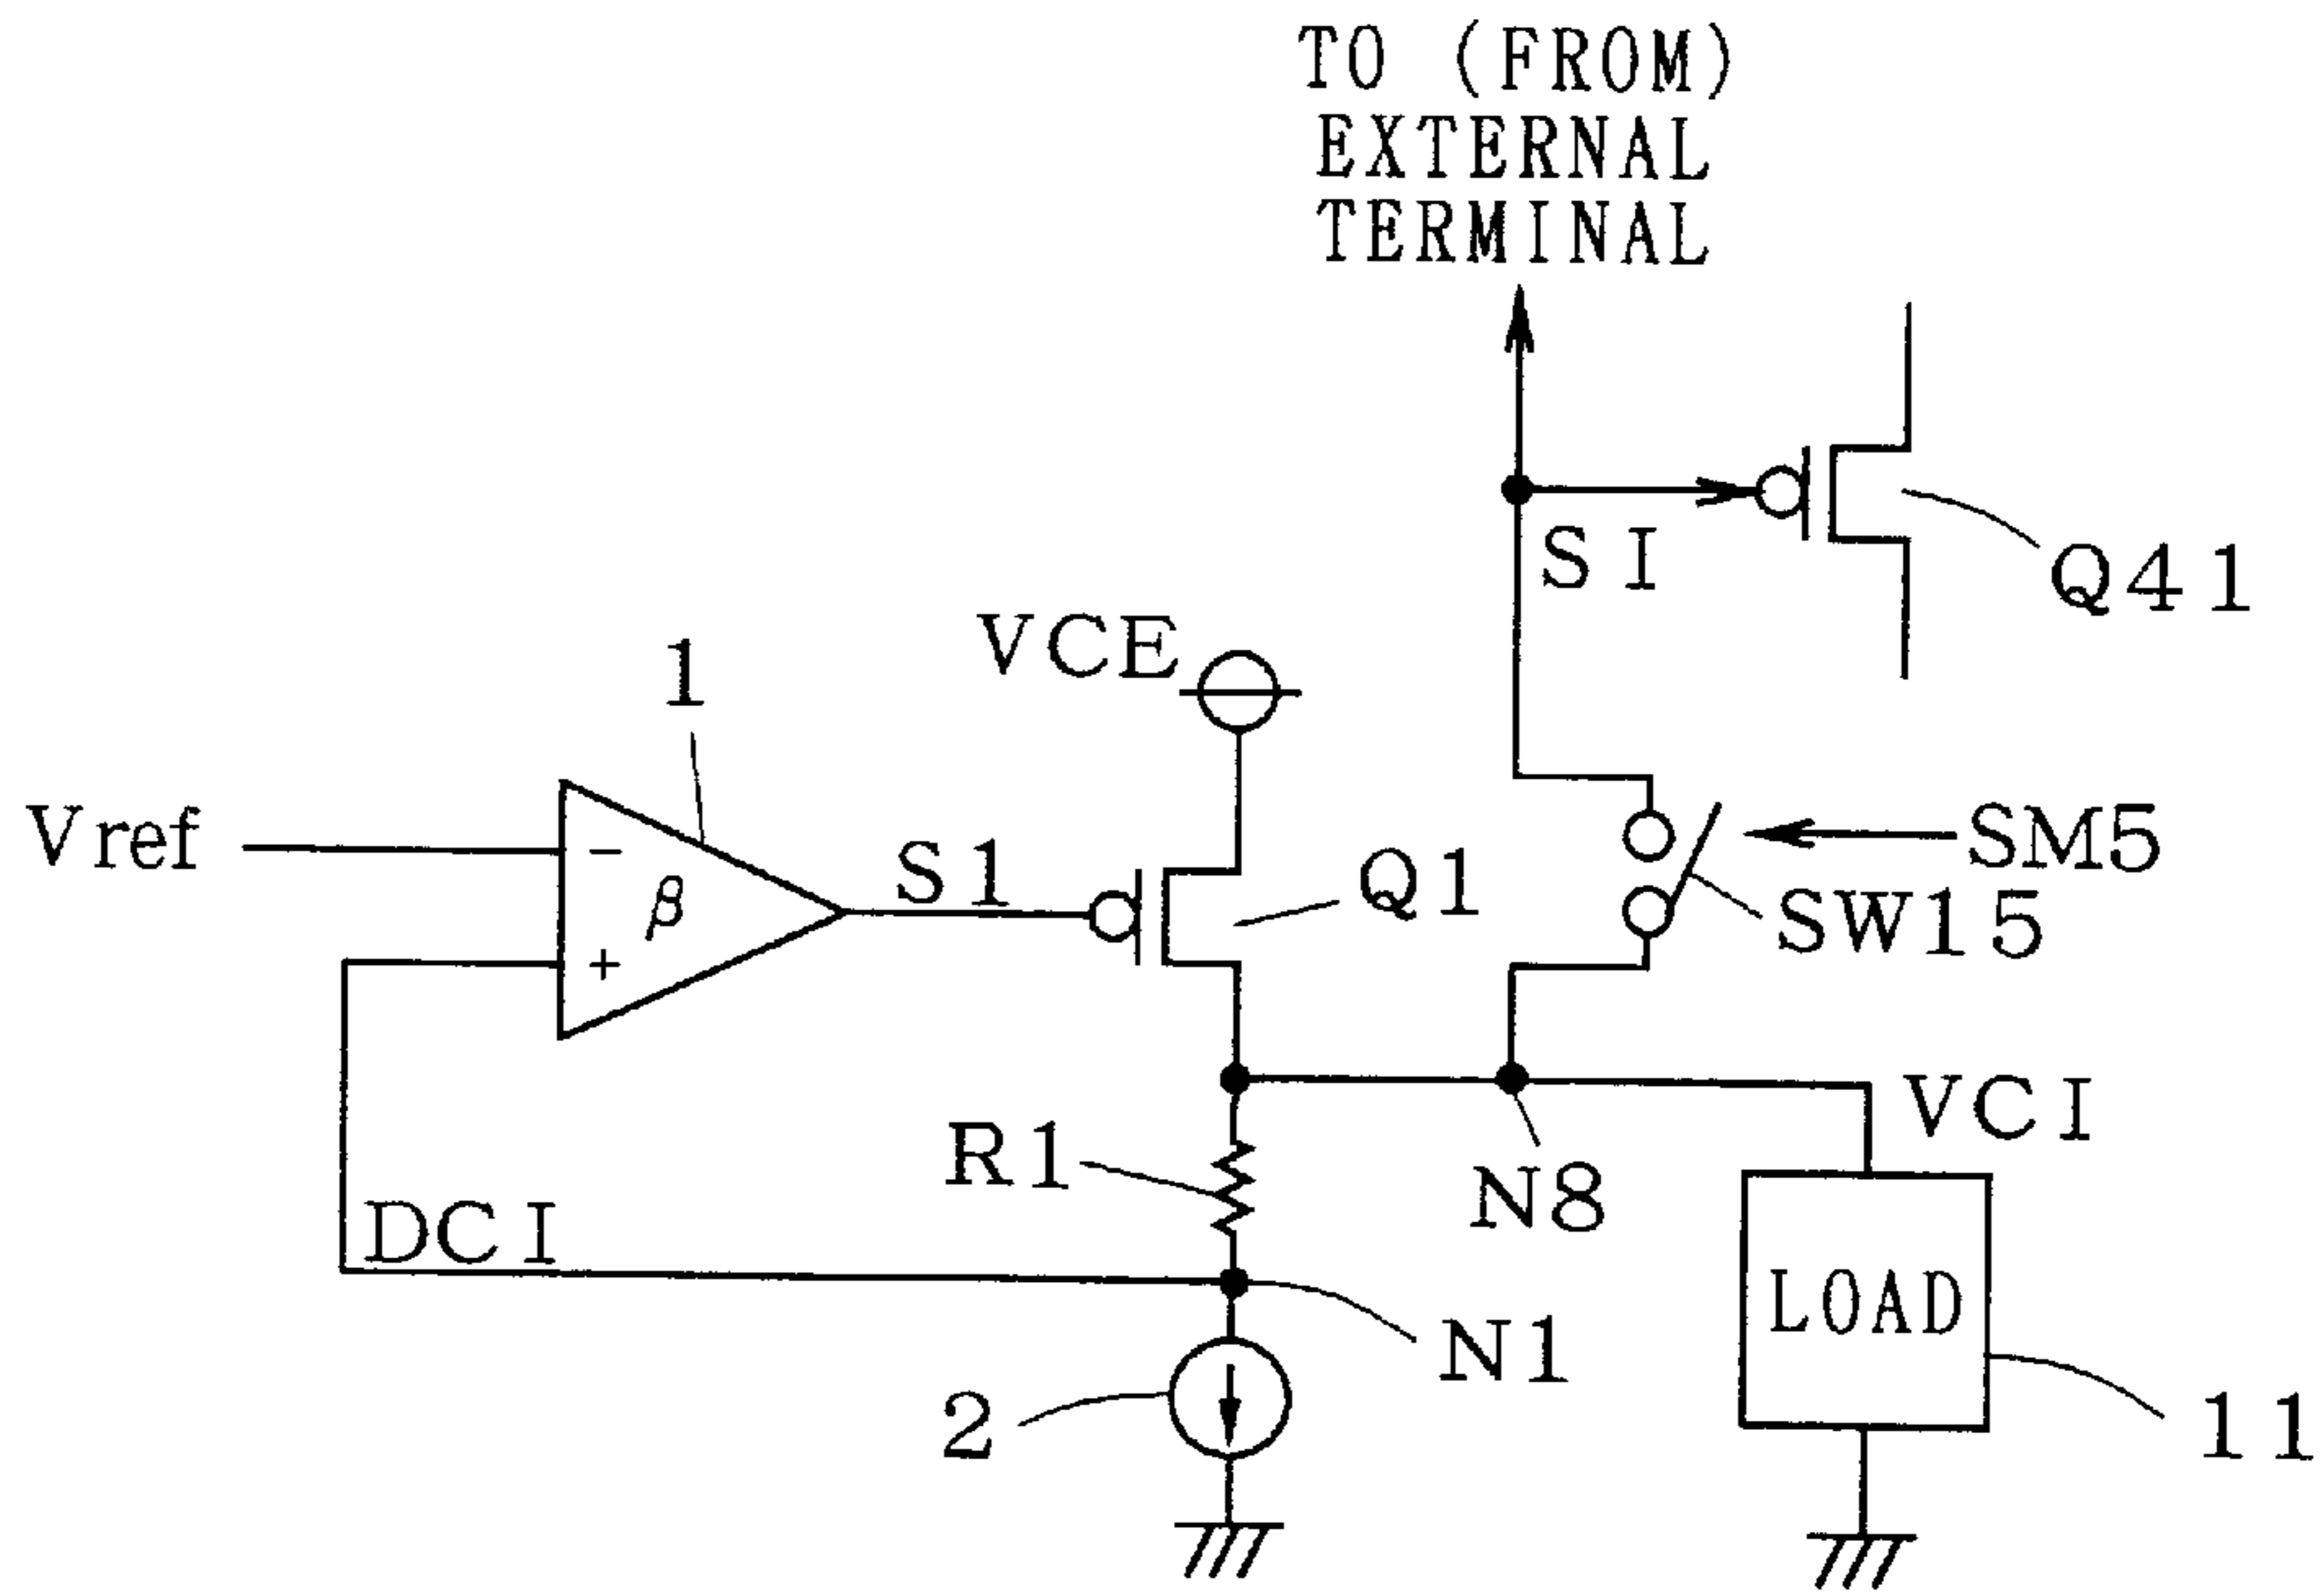 TO (FROM)
EXTERNAL
TERMINAL
SI
Q41
VCE
1
Vref
-
β
+
S1
Q1
SM5
SW15
R1
N8
VCI
DCI
N1
LOAD
2
11